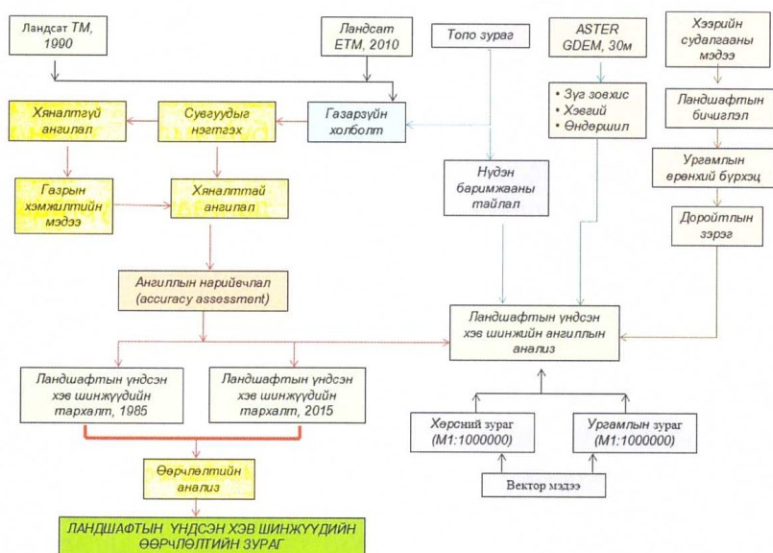 Ландсат ТМ,
1990
Ландсат
ЕТМ, 2010
Топо зураг
ASTER
GDEM, 30м
Хээрийн
судалгааны
мэдээ
Хяналтгүй
ангилал
Сувгуудыг
нэгтгэх
Газарзүйн
холболт
• Зүг зовхис
• Хэвгий
• Өндөршил
Ландшафтын
бичиглэл
Газрын
хэмжилтийн
мэдээ
Хяналттай
ангилал
Нүдэн
баримжааны
тайлал
Ургамлын
ерөнхий бүрхэц
Доройтлын
зэрэг
Ангиллын нарийвчлал
(accuracy assessment)
Ландшафтын үндсэн
хэв шинжийн ангиллын
анализ
Ландшафтын үндсэн
хэв шинжүүдийн
тархалт, 1985
Ландшафтын үндсэн
хэв шинжүүдийн
тархалт, 2015
Хөрсний зураг
(М1:1000000)
Ургамлын зураг
(М1:1000000)
Вектор мэдээ
Өөрчлөлтийн
анализ
ЛАНДШАФТЫН ҮНДСЭН ХЭВ ШИНЖҮҮДИЙН
ӨӨРЧЛӨЛТИЙН ЗУРАГ